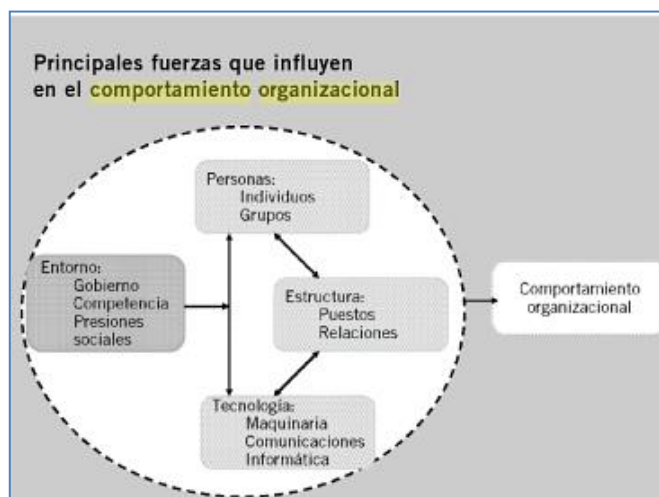 Principales fuerzas que influyen
en el comportamiento organizacional
Personas:
Individuos
Grupos
Entorno:
Gobierno
Competencia
Presiones
sociales
Estructura:
Puestos
Relaciones
Comportamiento
organizacional
Tecnología:
Maquinaria
Comunicaciones
Informática